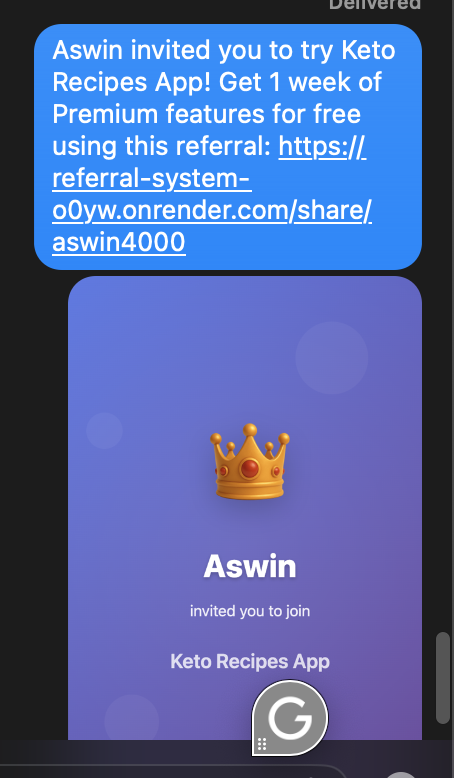 Delivered
Aswin invited you to try Keto
Recipes App! Get 1 week of
Premium features for free
using this referral: https://
referral-system-
o0yw.onrender.com/share/
aswin4000
Aswin
invited you to join
Keto Recipes App
G